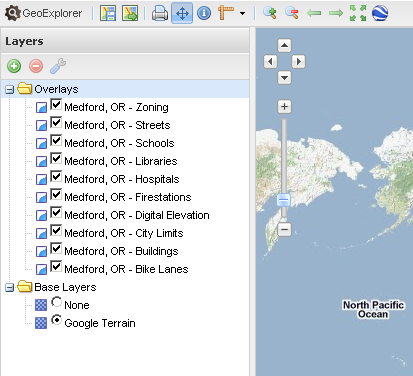 GeoExplorer
Layers
Overlays
Medford, OR - Zoning
Medford, OR - Streets
Medford, OR - Schools
Medford, OR - Libraries
Medford, OR - Hospitals
Medford, OR - Firestations
Medford, OR - Digital Elevation
Medford, OR - City Limits
Medford, OR - Buildings
Medford, OR - Bike Lanes
Base Layers
None
Google Terrain
North Pacific
Ocean